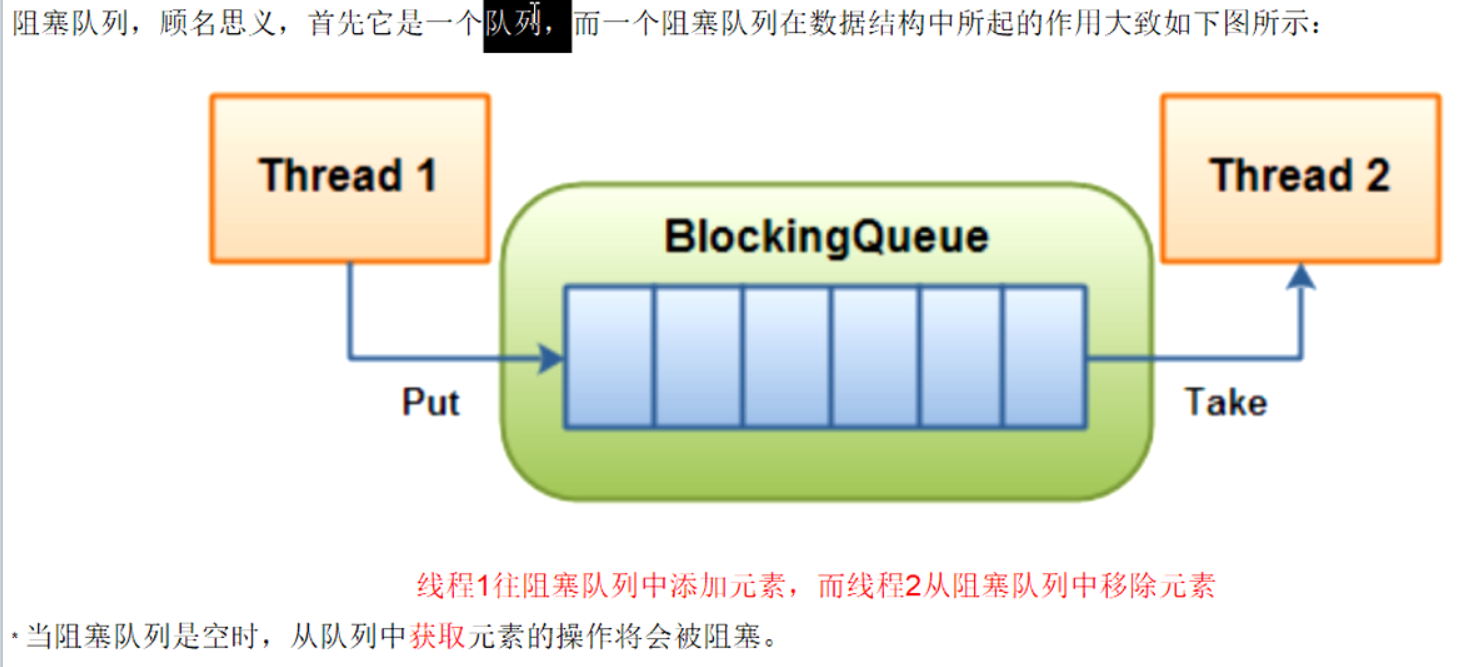 阻塞队列，顾名思义，首先它是一个队列，而一个阻塞队列在数据结构中所起的作用大致如下图所示：
Thread 1
Thread 2
BlockingQueue
Put
Take
线程1往阻塞队列中添加元素，而线程2从阻塞队列中移除元素
* 当阻塞队列是空时，从队列中获取元素的操作将会被阻塞。